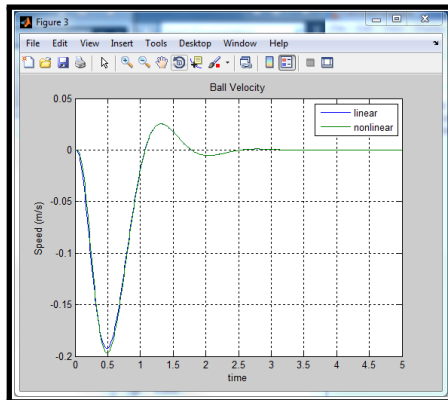 Figure 3
File Edit View Insert Tools Desktop Window Help
Ball Velocity
linear
nonlinear
0.05
0
-0.05
-0.1
-0.15
-0.2
Speed (m/s)
0 0.5 1 1.5 2 2.5 3 3.5 4 4.5 5
time